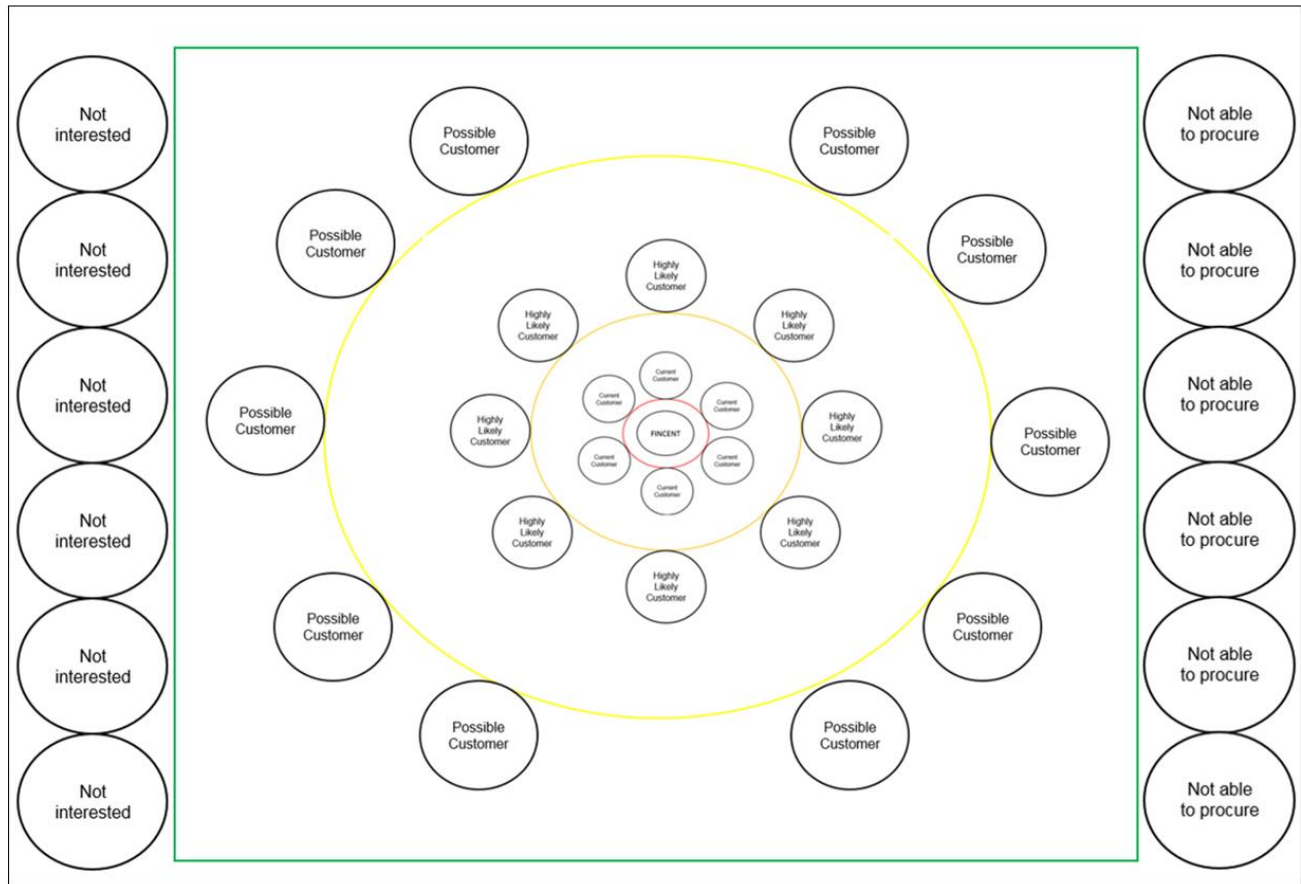 Not
interested
Not
interested
Not
interested
Not
interested
Not
interested
Not
interested
Possible
Customer
Possible
Customer
Possible
Customer
Possible
Customer
Possible
Customer
Possible
Customer
Possible
Customer
Possible
Customer
Possible
Customer
Possible
Customer
Highly
Likely
Customer
Highly
Likely
Customer
Highly
Likely
Customer
Highly
Likely
Customer
Highly
Likely
Customer
Highly
Likely
Customer
Highly
Likely
Customer
Highly
Likely
Customer
Current
Customer
Current
Customer
Current
Customer
FINCENT
Current
Customer
Current
Customer
Current
Customer
Not able
to procure
Not able
to procure
Not able
to procure
Not able
to procure
Not able
to procure
Not able
to procure